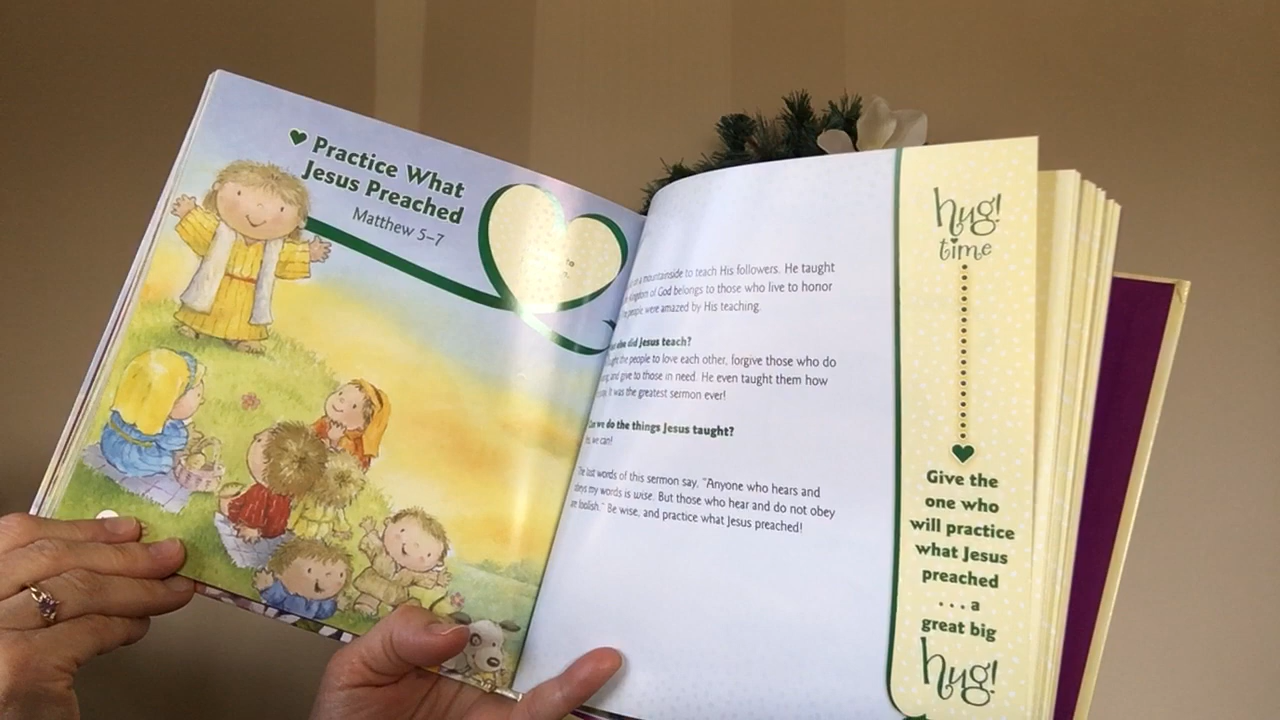 Practice What
Jesus Preached
Matthew 5–7
to
a mountainside to teach His followers. He taught
Kingdom of God belongs to those who live to honor
people were amazed by His teaching.
else did Jesus teach?
the people to love each other, forgive those who do
and give to those in need. He even taught them how
It was the greatest sermon ever!
Can we do the things Jesus taught?
we can!
The last words of this sermon say, "Anyone who hears and
obeys my words is wise. But those who hear and do not obey
are foolish." Be wise, and practice what Jesus preached!
hug!
time
Give the
one who
will practice
what Jesus
preached
. . . a
great big
hug!